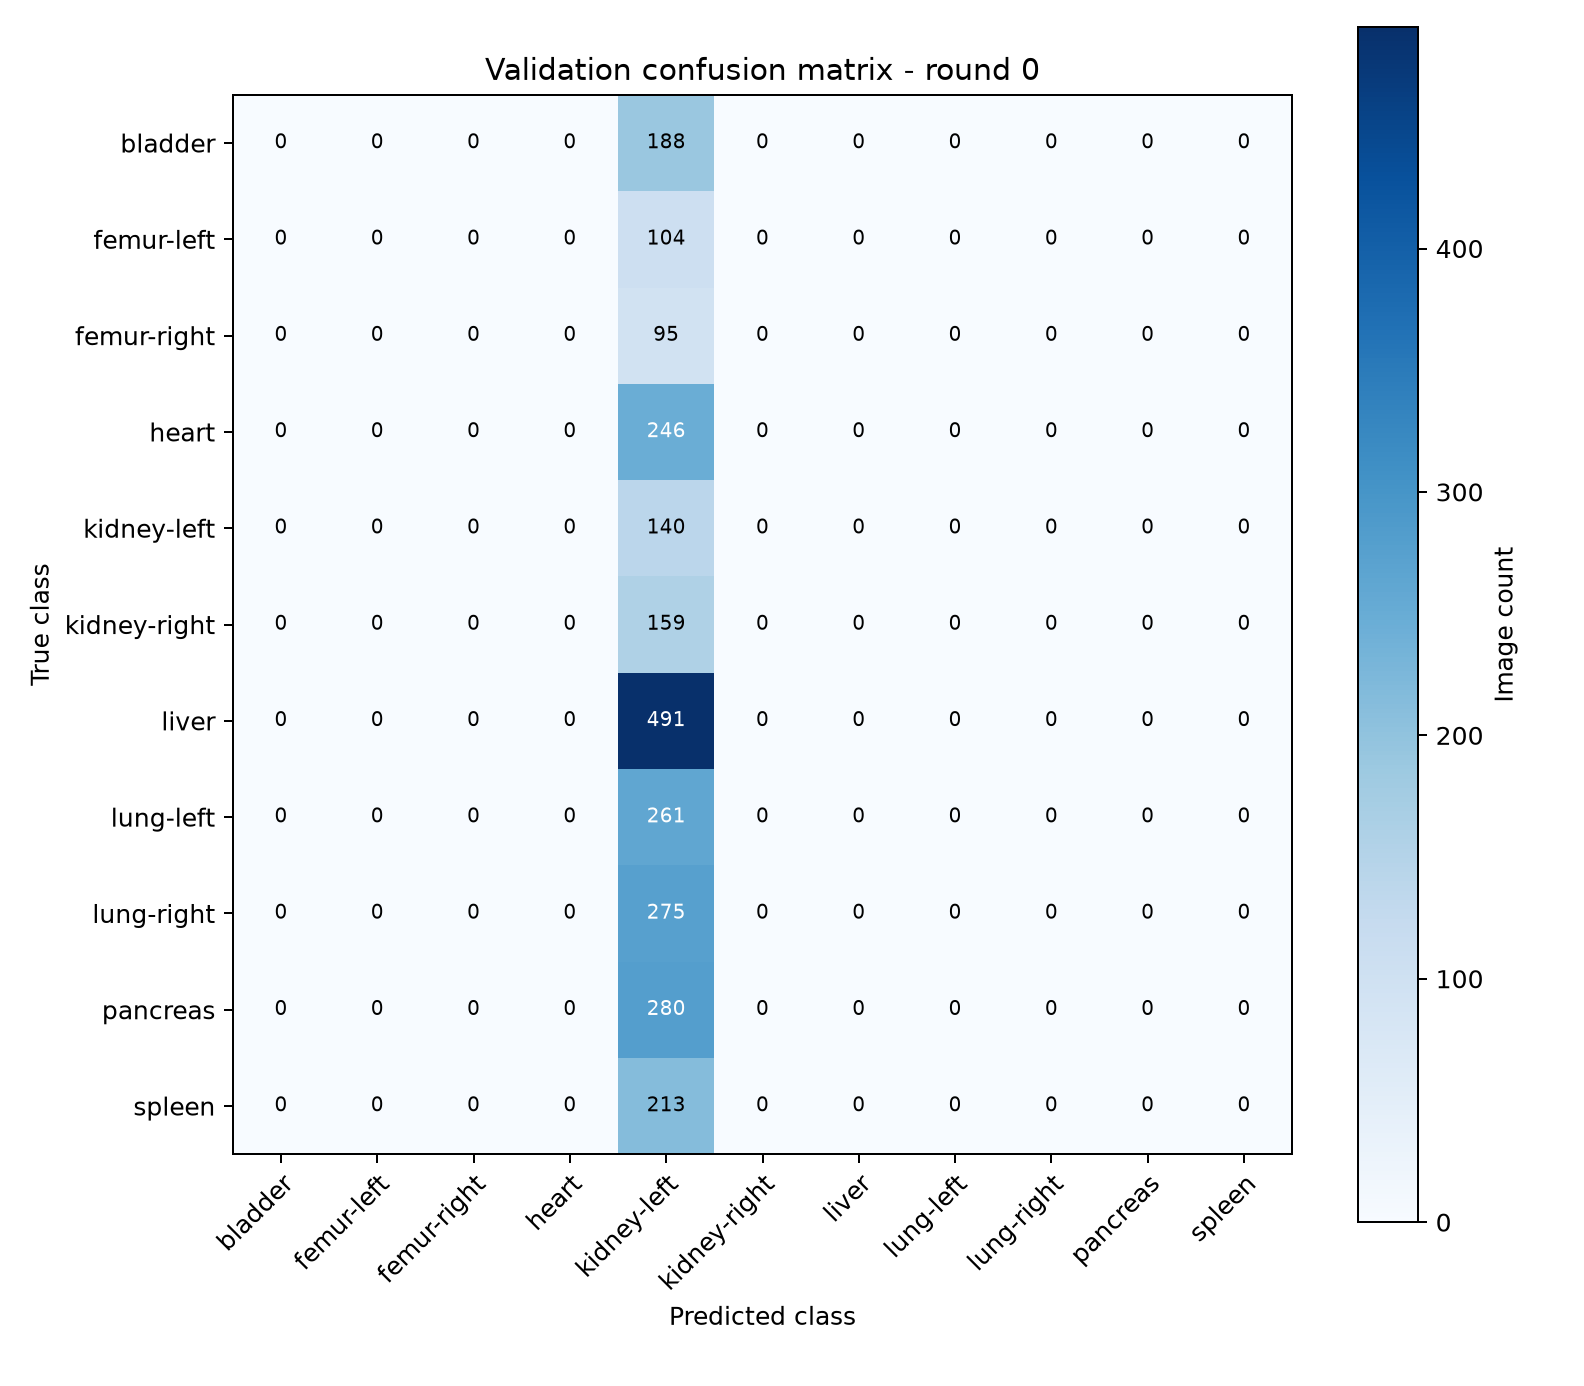 Validation confusion matrix - round 0
bladder 0 0 0 0 188 0 0 0 0 0 0
femur-left 0 0 0 0 104 0 0 0 0 0 0
femur-right 0 0 0 0 95 0 0 0 0 0 0
heart 0 0 0 0 246 0 0 0 0 0 0
kidney-left 0 0 0 0 140 0 0 0 0 0 0
kidney-right 0 0 0 0 159 0 0 0 0 0 0
liver 0 0 0 0 491 0 0 0 0 0 0
lung-left 0 0 0 0 261 0 0 0 0 0 0
lung-right 0 0 0 0 275 0 0 0 0 0 0
pancreas 0 0 0 0 280 0 0 0 0 0 0
spleen 0 0 0 0 213 0 0 0 0 0 0
bladder femur-left femur-right heart kidney-left kidney-right liver lung-left lung-right pancreas spleen
Predicted class
True class
400
300
200
100
0
Image count